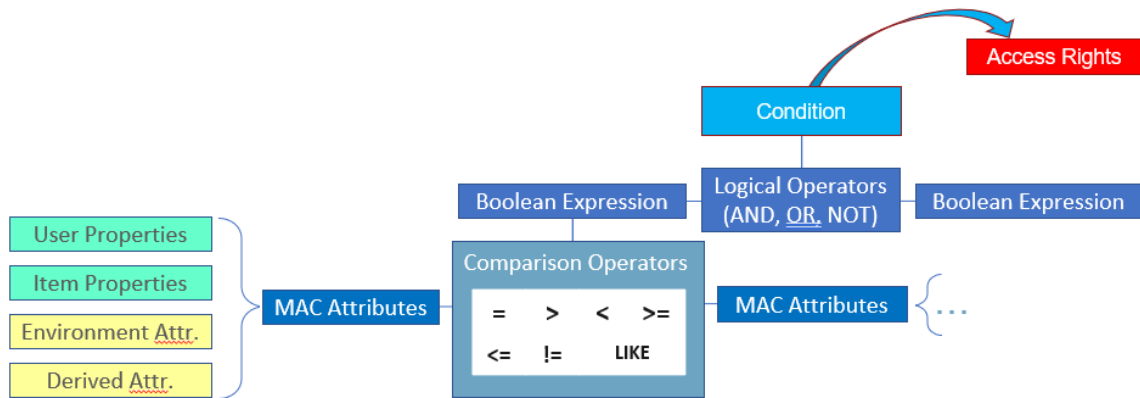 Access Rights
Condition
Boolean Expression
Logical Operators
(AND, OR, NOT)
Boolean Expression
User Properties
Item Properties
Environment Attr.
Derived Attr.
MAC Attributes
Comparison Operators
= > < >=
<= != LIKE
MAC Attributes
...